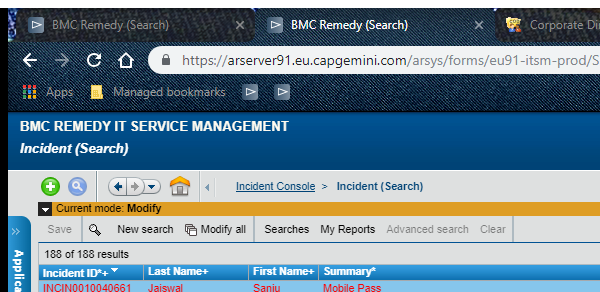 BMC Remedy (Search)
BMC Remedy (Search)
Corporate Di
https://arserver91.eu.capgemini.com/arsys/forms/eu91-itsm-prod/S
Apps
Managed bookmarks
BMC REMEDY IT SERVICE MANAGEMENT
Incident (Search)
Incident Console > Incident (Search)
Current mode: Modify
Save New search Modify all Searches My Reports Advanced search Clear
188 of 188 results
Incident ID*+ Last Name+ First Name+ Summary*
INCIN0010040661 Jaiswal Sanju Mobile Pass
Applica